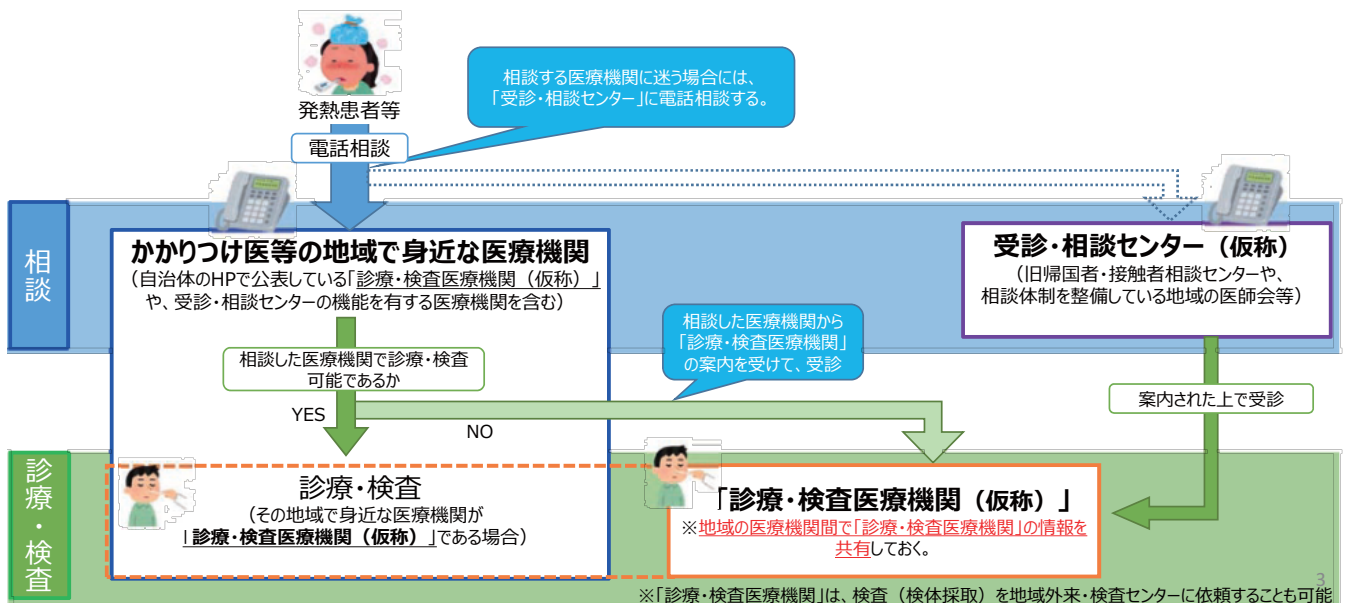 発熱患者等
電話相談
相談する医療機関に迷う場合には、
「受診・相談センター」に電話相談する。
相談
かかりつけ医等の地域で身近な医療機関
（自治体のHPで公表している「診療・検査医療機関（仮称）」
や、受診・相談センターの機能を有する医療機関を含む）
受診・相談センター（仮称）
（旧帰国者・接触者相談センターや、
相談体制を整備している地域の医師会等）
相談した医療機関で診療・検査
可能であるか
相談した医療機関から
「診療・検査医療機関」
の案内を受けて、受診
YES
NO
案内された上で受診
診療・検査
診療・検査
（その地域で身近な医療機関が
「診療・検査医療機関（仮称）」である場合）
「診療・検査医療機関（仮称）」
※地域の医療機関間で「診療・検査医療機関」の情報を
共有しておく。
3
※「診療・検査医療機関」は、検査（検体採取）を地域外来・検査センターに依頼することも可能